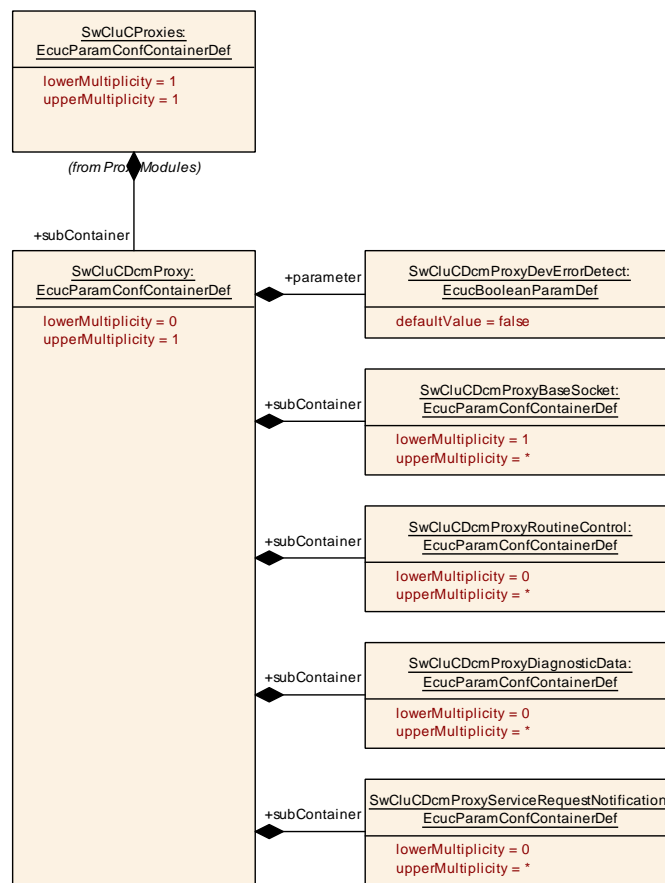 SwCluCProxies:
EcucParamConfContainerDef
lowerMultiplicity = 1
upperMultiplicity = 1
(from ProxyModules)
+subContainer
SwCluCDcmProxy:
EcucParamConfContainerDef
lowerMultiplicity = 0
upperMultiplicity = 1
+parameter
SwCluCDcmProxyDevErrorDetect:
EcucBooleanParamDef
defaultValue = false
+subContainer
SwCluCDcmProxyBaseSocket:
EcucParamConfContainerDef
lowerMultiplicity = 1
upperMultiplicity = *
+subContainer
SwCluCDcmProxyRoutineControl:
EcucParamConfContainerDef
lowerMultiplicity = 0
upperMultiplicity = *
+subContainer
SwCluCDcmProxyDiagnosticData:
EcucParamConfContainerDef
lowerMultiplicity = 0
upperMultiplicity = *
+subContainer
SwCluCDcmProxyServiceRequestNotification
EcucParamConfContainerDef
lowerMultiplicity = 0
upperMultiplicity = *